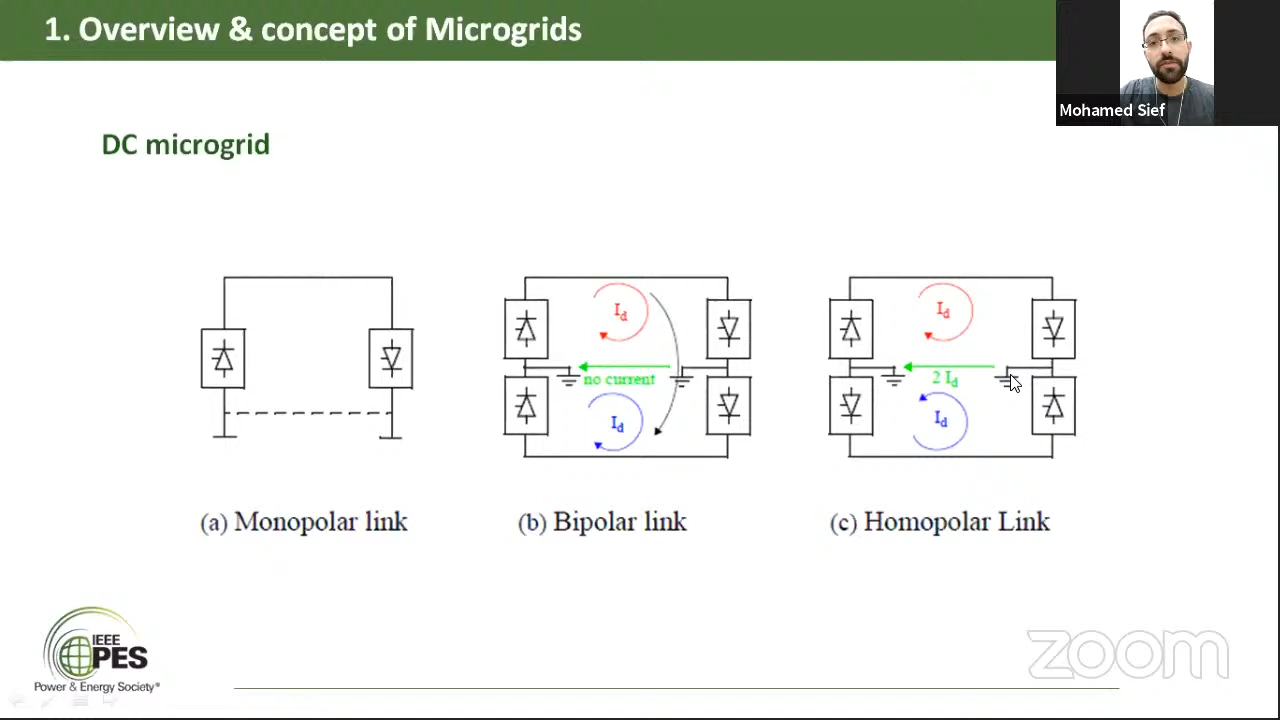 1. Overview & concept of Microgrids
Mohamed Sief
DC microgrid
Id
no current
Id
Id
2 Id
Id
(a) Monopolar link
(b) Bipolar link
(c) Homopolar Link
IEEE
PES
Power & Energy Society®
zoom